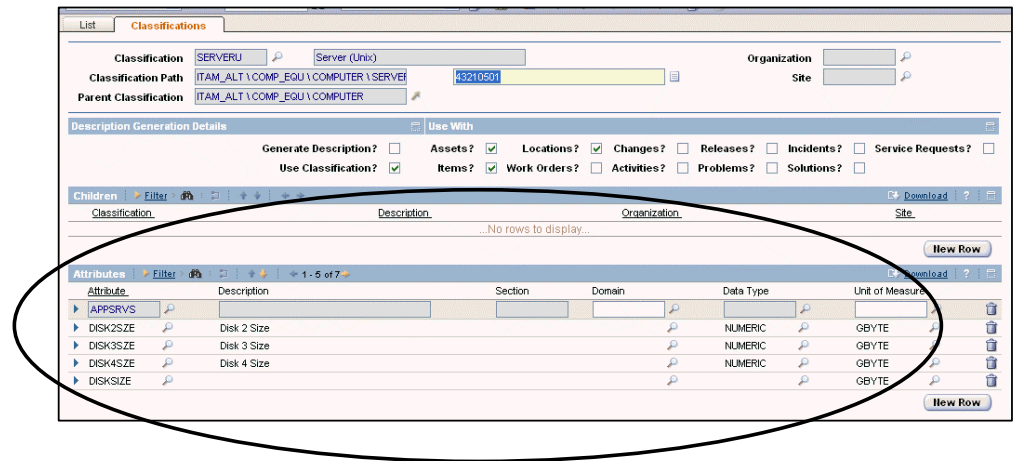 List Classifications
Classification SERVERU Server (Unix) Organization
Classification Path ITAM_ALT \ COMP_EQU \ COMPUTER \ SERVER 43210501 Site
Parent Classification ITAM_ALT \ COMP_EQU \ COMPUTER
Description Generation Details Use With
Generate Description? Assets? Locations? Changes? Releases? Incidents? Service Requests?
Use Classification? Items? Work Orders? Activities? Problems? Solutions?
Children Filter Download ?
Classification Description Organization Site
...No rows to display...
New Row
Attributes Filter 1 - 5 of 7 Download ?
Attribute Description Section Domain Data Type Unit of Measure
APPSRVS
DISK2SZE Disk 2 Size NUMERIC GBYTE
DISK3SZE Disk 3 Size NUMERIC GBYTE
DISK4SZE Disk 4 Size NUMERIC GBYTE
DISKSIZE GBYTE
New Row